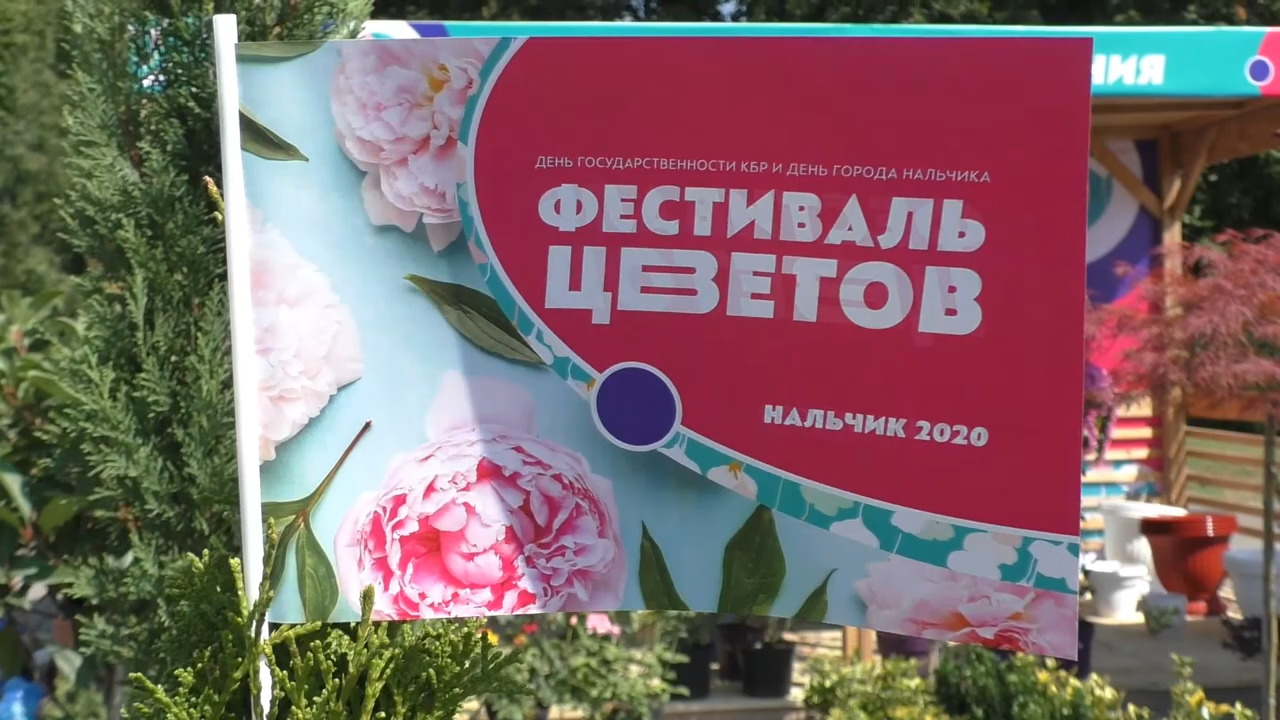 ДЕНЬ ГОСУДАРСТВЕННОСТИ КБР И ДЕНЬ ГОРОДА НАЛЬЧИКА
ФЕСТИВАЛЬ
ЦВЕТОВ
НАЛЬЧИК 2020